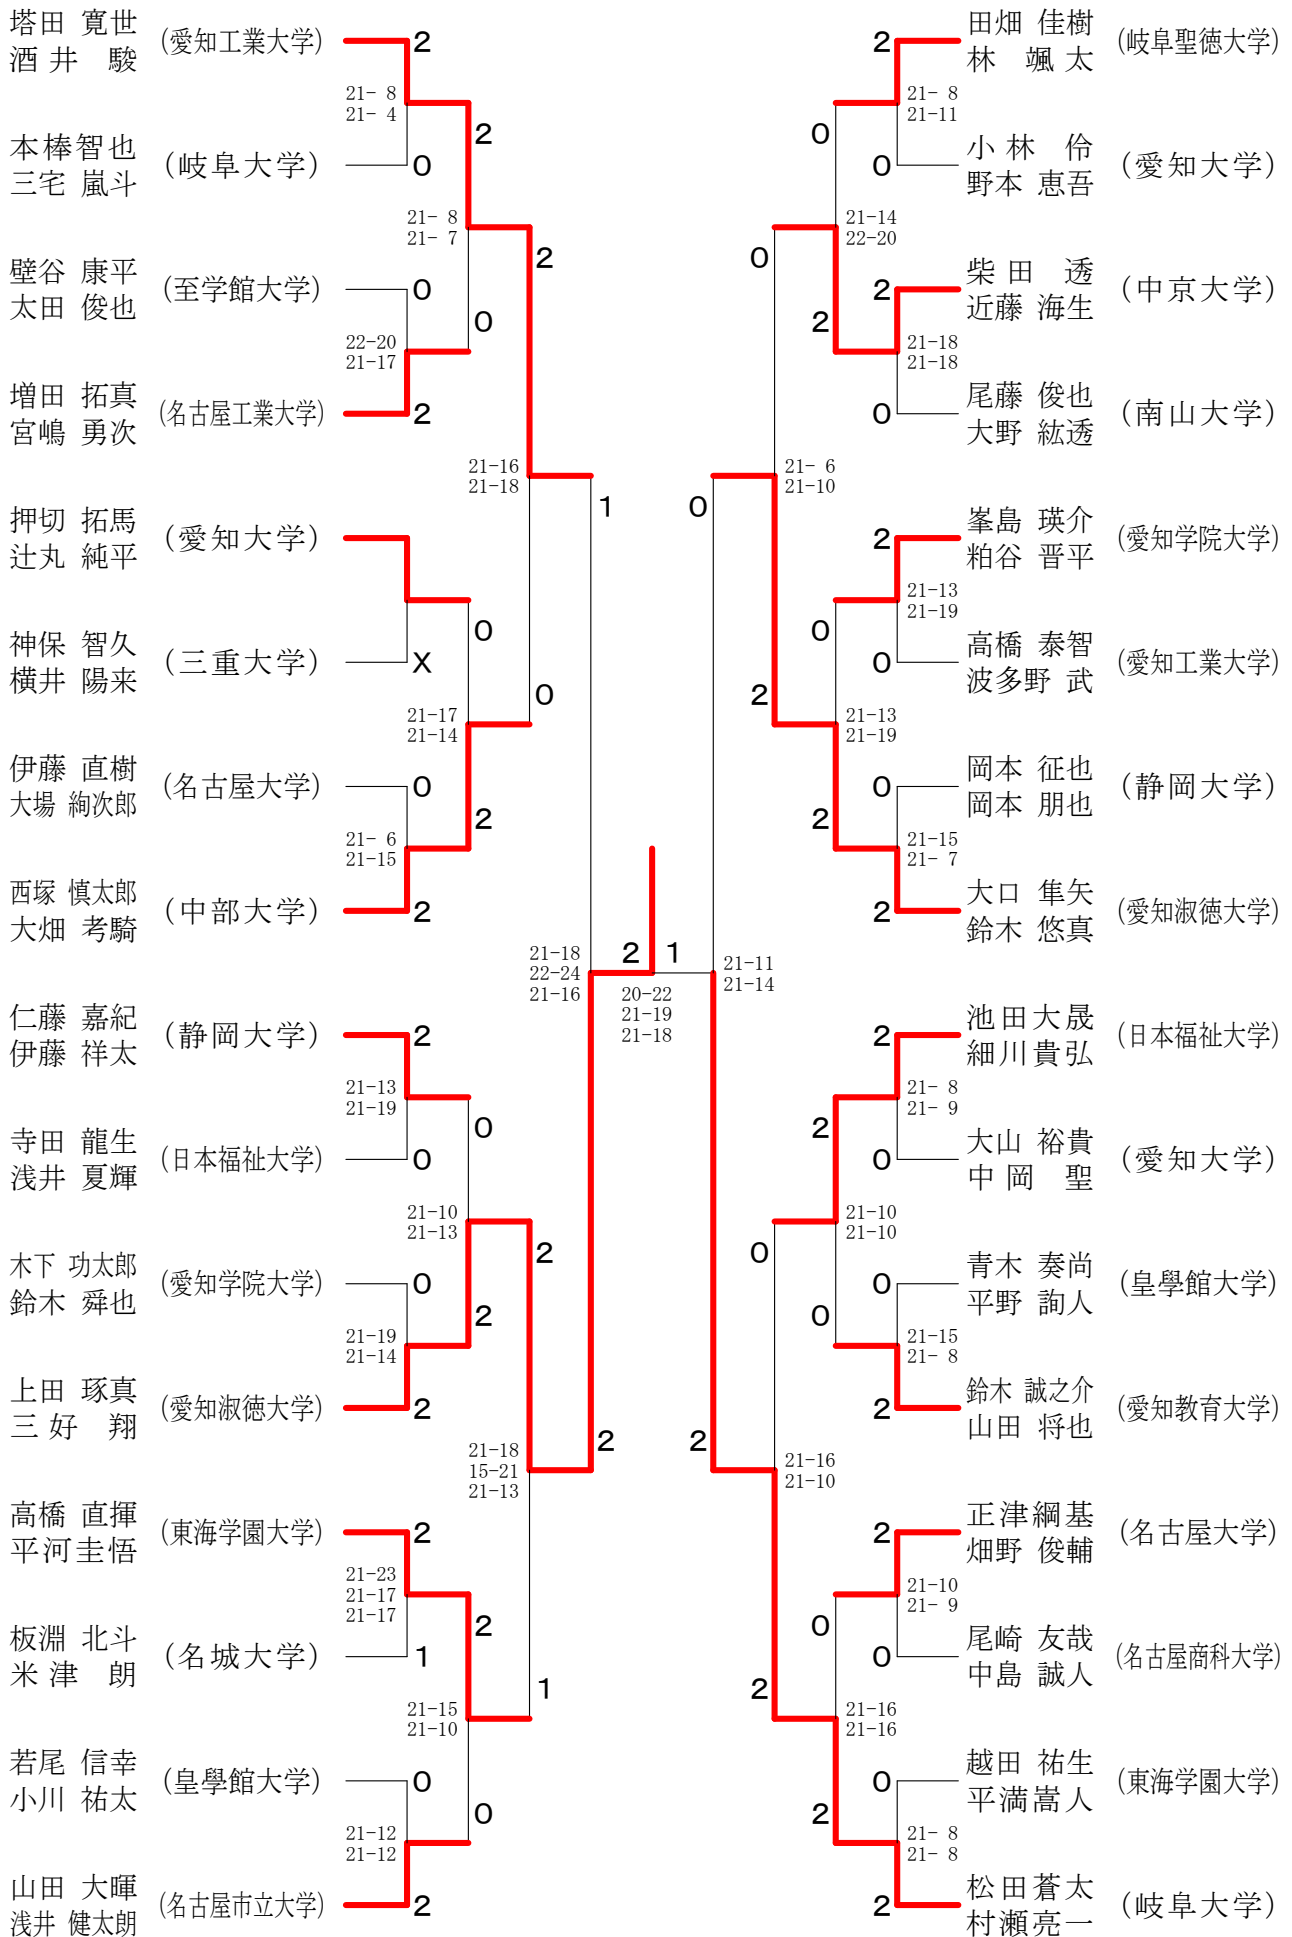 塔田 寛世
酒井 駿
(愛知工業大学)
2
21- 8
21- 4
2
本棒智也
三宅 嵐斗
(岐阜大学)
0
21- 8
21- 7
2
壁谷 康平
太田 俊也
(至学館大学)
0
22-20
21-17
0
増田 拓真
宮嶋 勇次
(名古屋工業大学)
2
21-16
21-18
1
押切 拓馬
辻丸 純平
(愛知大学)
0
神保 智久
横井 陽来
(三重大学)
X
21-17
21-14
0
伊藤 直樹
大場 絢次郎
(名古屋大学)
0
21- 6
21-15
2
西塚 慎太郎
大畑 考騎
(中部大学)
2
21-18
22-24
21-16
2
1
20-22
21-19
21-18
仁藤 嘉紀
伊藤 祥太
(静岡大学)
2
21-13
21-19
0
寺田 龍生
浅井 夏輝
(日本福祉大学)
0
21-10
21-13
2
木下 功太郎
鈴木 舜也
(愛知学院大学)
0
21-19
21-14
2
上田 琢真
三好 翔
(愛知淑徳大学)
2
21-18
15-21
21-13
2
高橋 直揮
平河圭悟
(東海学園大学)
2
21-23
21-17
21-17
2
板淵 北斗
米津 朗
(名城大学)
1
21-15
21-10
1
若尾 信幸
小川 祐太
(皇學館大学)
0
21-12
21-12
0
山田 大暉
浅井 健太朗
(名古屋市立大学)
2
田畑 佳樹
林 颯太
(岐阜聖徳大学)
2
21- 8
21-11
0
小林 伶
野本 恵吾
(愛知大学)
0
21-14
22-20
0
柴田 透
近藤 海生
(中京大学)
2
21-18
21-18
2
尾藤 俊也
大野 紘透
(南山大学)
0
21- 6
21-10
0
峯島 瑛介
粕谷 晋平
(愛知学院大学)
2
21-13
21-19
0
高橋 泰智
波多野 武
(愛知工業大学)
0
21-13
21-19
2
岡本 征也
岡本 朋也
(静岡大学)
0
21-15
21- 7
2
大口 隼矢
鈴木 悠真
(愛知淑徳大学)
2
21-11
21-14
池田大晟
細川貴弘
(日本福祉大学)
2
21- 8
21- 9
2
大山 裕貴
中岡 聖
(愛知大学)
0
21-10
21-10
0
青木 奏尚
平野 詢人
(皇學館大学)
0
21-15
21- 8
0
鈴木 誠之介
山田 将也
(愛知教育大学)
2
21-16
21-10
2
正津綱基
畑野 俊輔
(名古屋大学)
2
21-10
21- 9
0
尾崎 友哉
中島 誠人
(名古屋商科大学)
0
21-16
21-16
2
越田 祐生
平満嵩人
(東海学園大学)
0
21- 8
21- 8
2
松田蒼太
村瀬亮一
(岐阜大学)
2